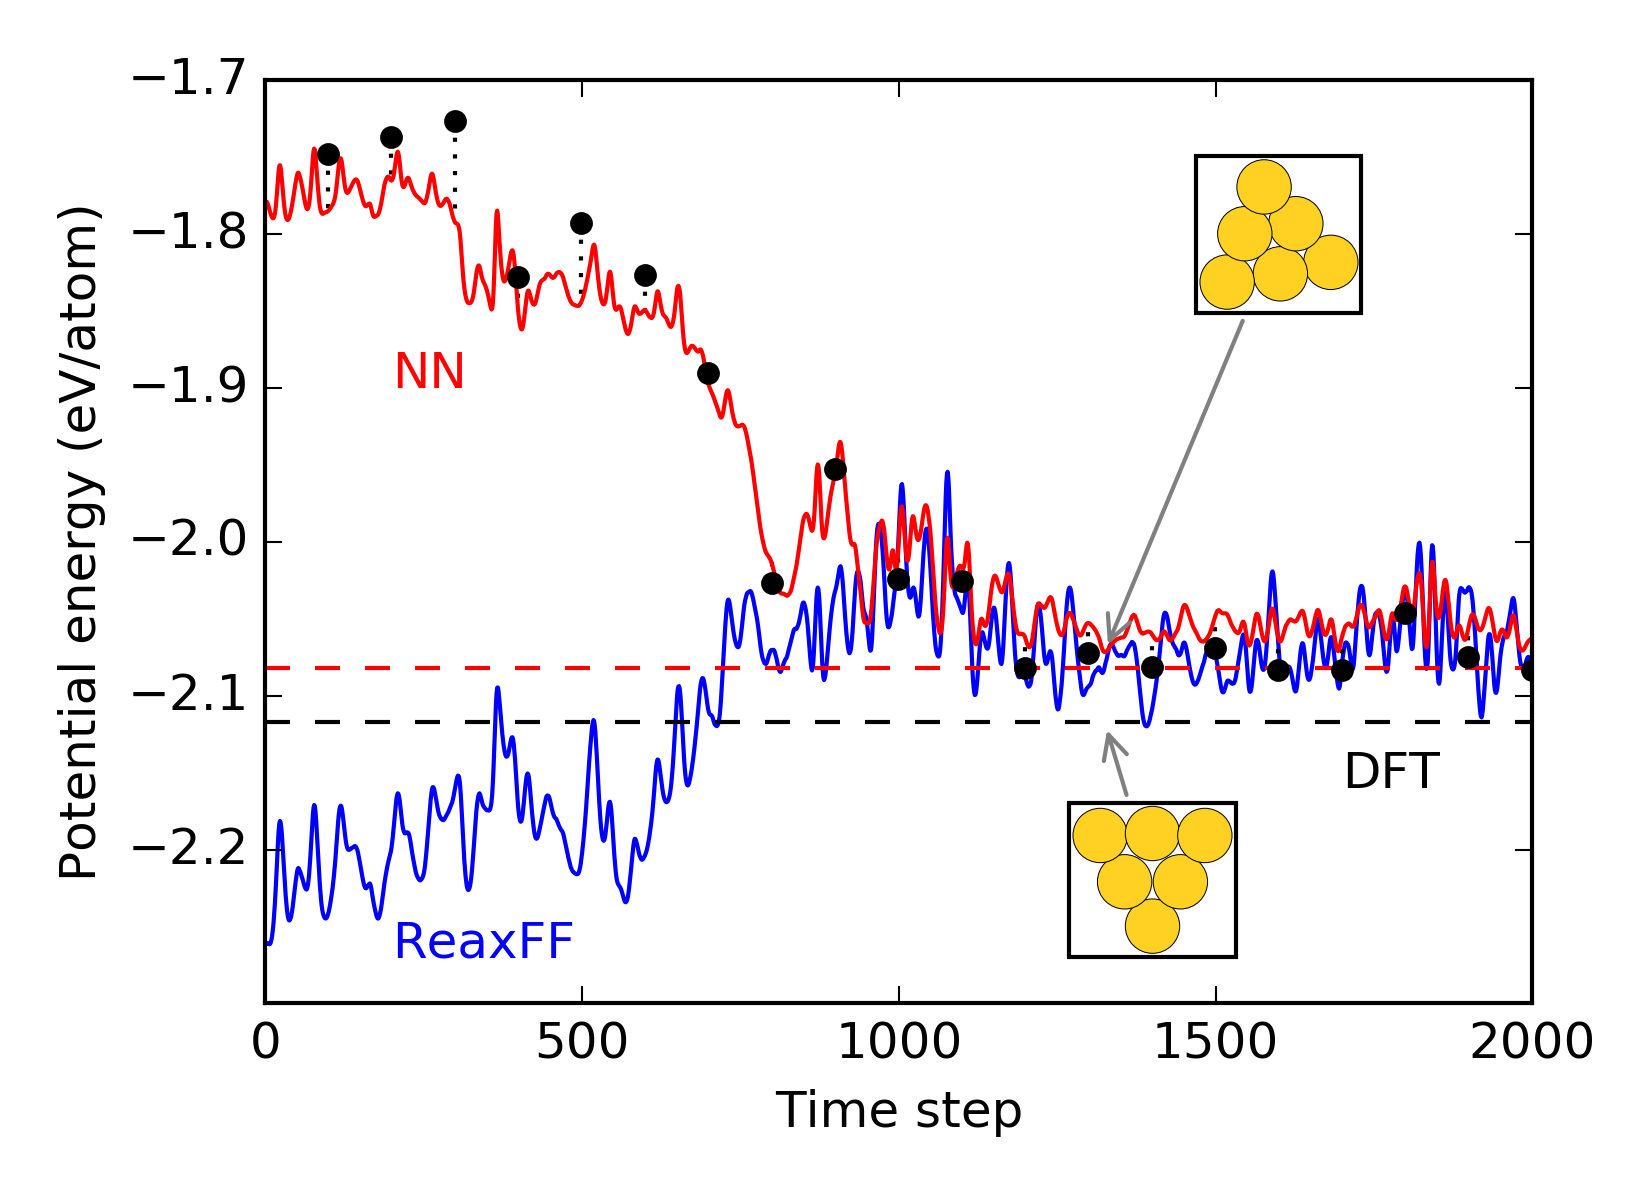 −1.7
−1.8
−1.9
−2.0
−2.1
−2.2
Potential energy (eV/atom)
NN
DFT
ReaxFF
0 500 1000 1500 2000
Time step